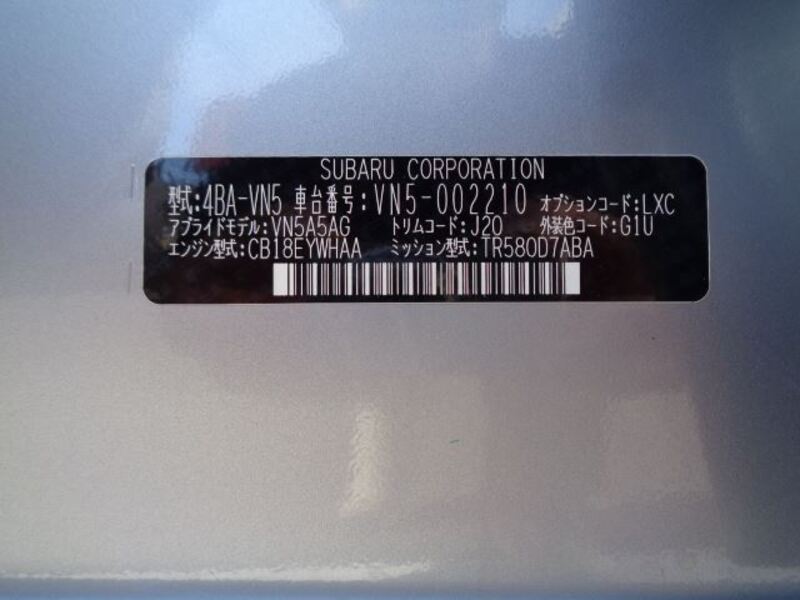 SUBARU CORPORATION
型式:4BA-VN5 車台番号:VN5-002210 オプションコード:LXC
アプライドモデル:VN5A5AG トリムコード:J20 外装色コード:G1U
エンジン型式:CB18EYWHAA ミッション型式:TR580D7ABA